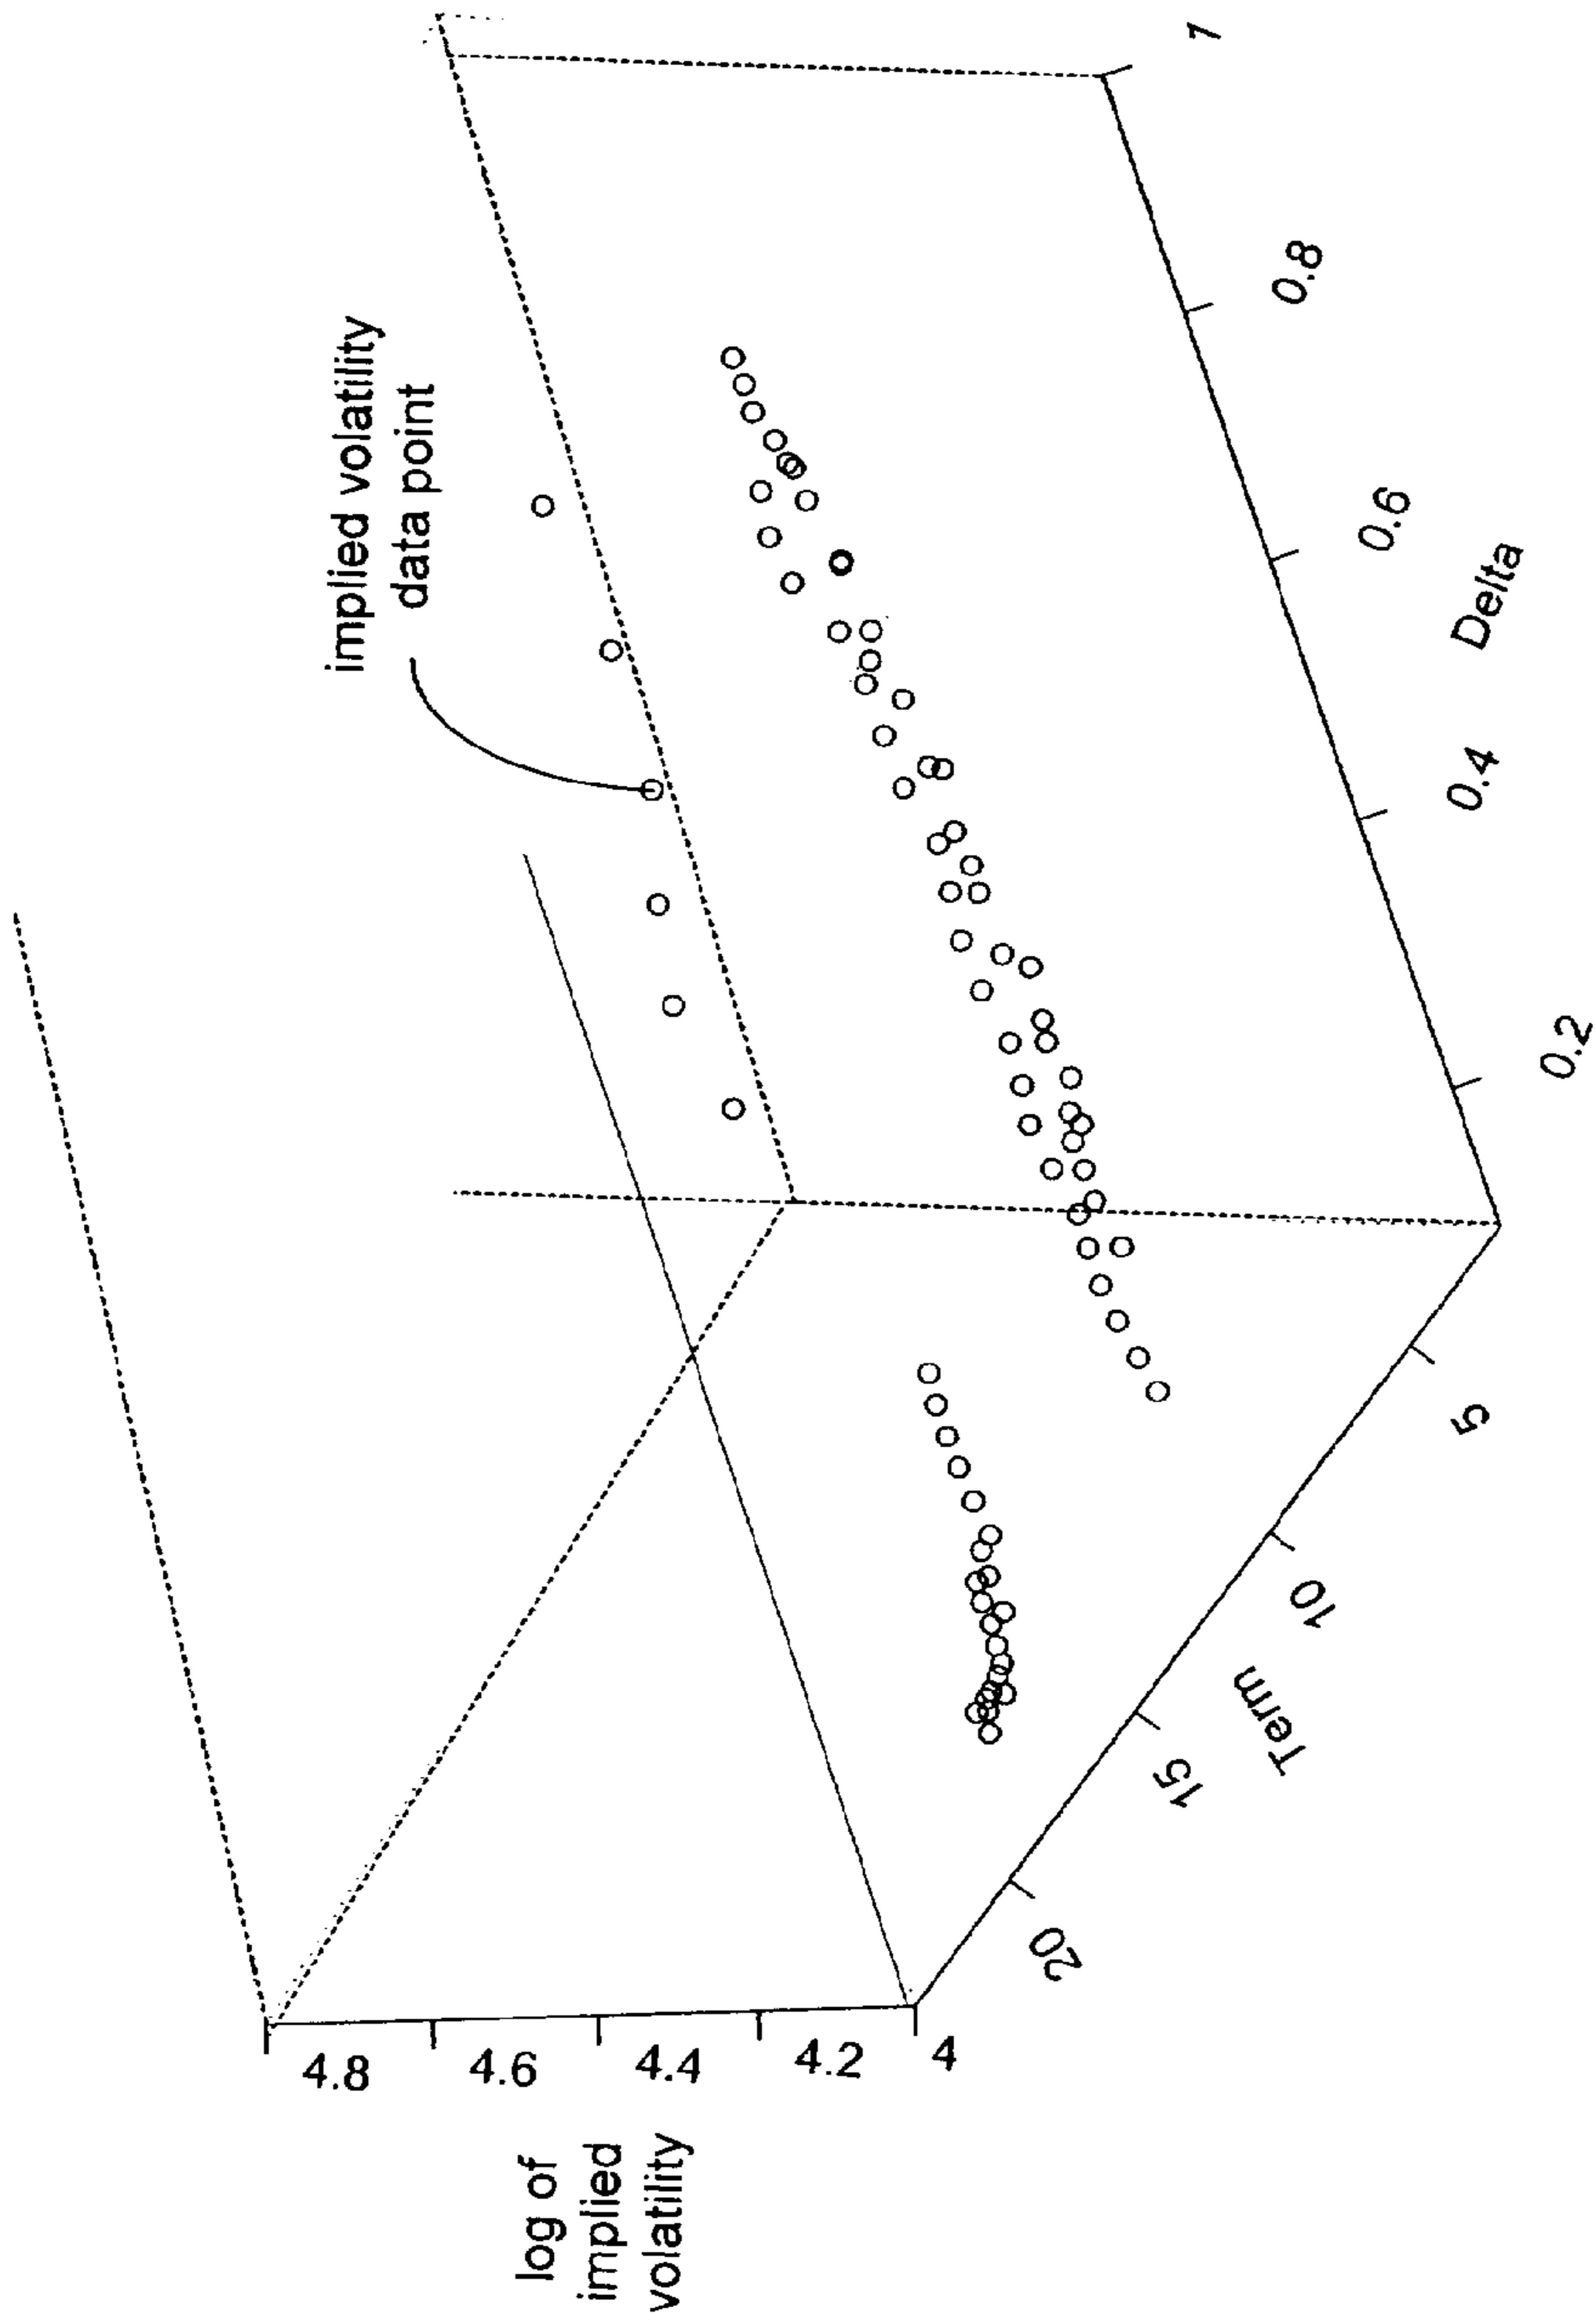 implied volatility
data point
log of
implied
volatility
4.8
4.6
4.4
4.2
4
20
15
10
5
Term
0.2
0.4
0.6
0.8
1
Delta